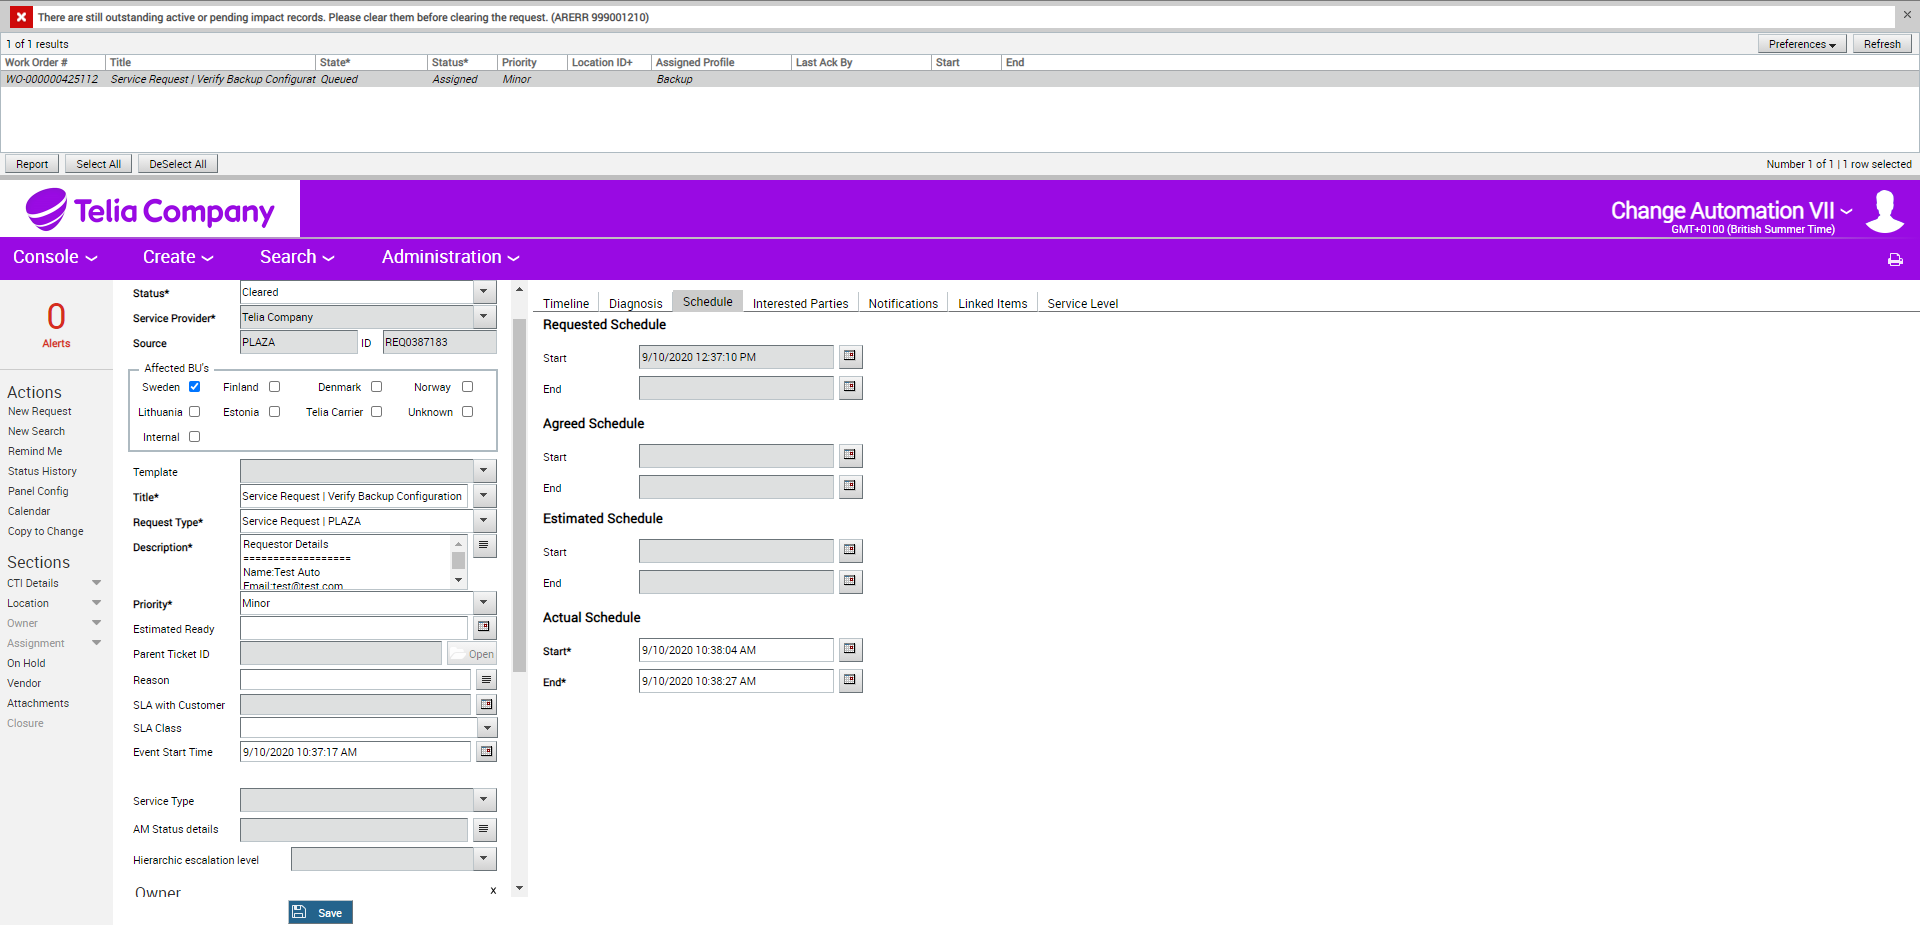 There are still outstanding active or pending impact records. Please clear them before clearing the request. (ARERR 999001210)
1 of 1 results
Preferences
Refresh
Work Order # Title State* Status* Priority Location ID+ Assigned Profile Last Ack By Start End
WO-000000425112 Service Request | Verify Backup Configurat Queued Assigned Minor Backup
Report Select All DeSelect All
Number 1 of 1 | 1 row selected
Telia Company
Change Automation VII
GMT+0100 (British Summer Time)
Console Create Search Administration
0
Alerts
Actions
New Request
New Search
Remind Me
Status History
Panel Config
Calendar
Copy to Change
Sections
CTI Details
Location
Owner
Assignment
On Hold
Vendor
Attachments
Closure
Status* Cleared
Service Provider* Telia Company
Source PLAZA ID REQ0387183
Affected BU's
Sweden Finland Denmark Norway
Lithuania Estonia Telia Carrier Unknown
Internal
Template
Title* Service Request | Verify Backup Configuration
Request Type* Service Request | PLAZA
Description* Requestor Details
==================
Name:Test Auto
Email:test@test.com
Priority* Minor
Estimated Ready
Parent Ticket ID Open
Reason
SLA with Customer
SLA Class
Event Start Time 9/10/2020 10:37:17 AM
Service Type
AM Status details
Hierarchic escalation level
Owner x
Save
Timeline Diagnosis Schedule Interested Parties Notifications Linked Items Service Level
Requested Schedule
Start 9/10/2020 12:37:10 PM
End
Agreed Schedule
Start
End
Estimated Schedule
Start
End
Actual Schedule
Start* 9/10/2020 10:38:04 AM
End* 9/10/2020 10:38:27 AM